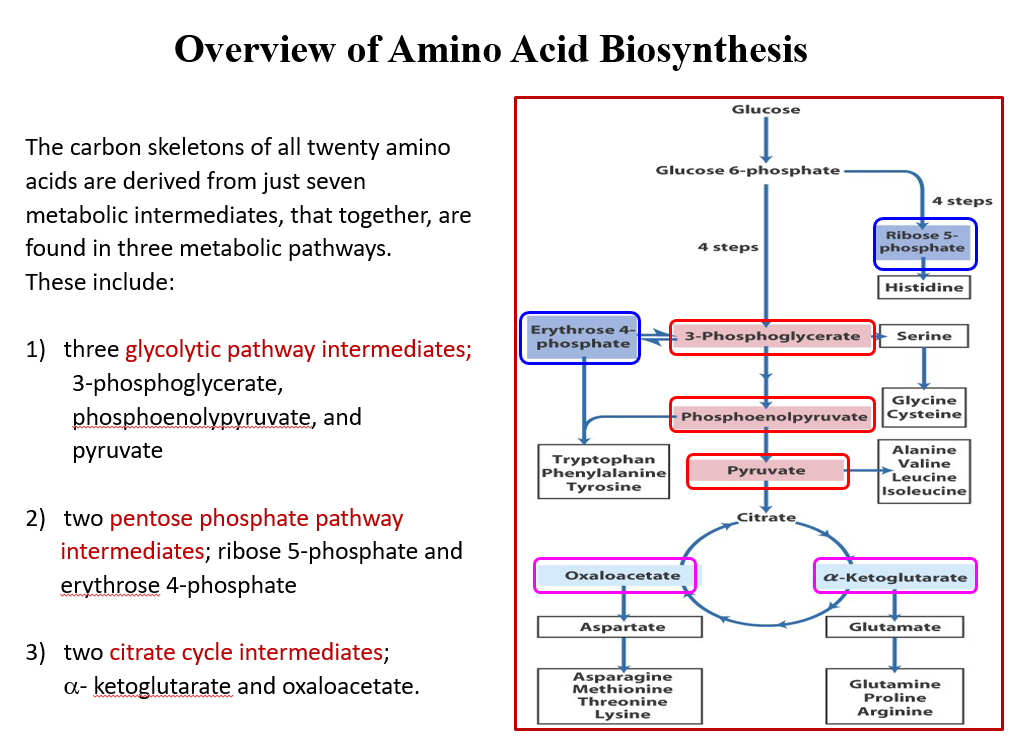 Overview of Amino Acid Biosynthesis
The carbon skeletons of all twenty amino
acids are derived from just seven
metabolic intermediates, that together, are
found in three metabolic pathways.
These include:
1) three glycolytic pathway intermediates;
3-phosphoglycerate,
phosphoenolypyruvate, and
pyruvate
2) two pentose phosphate pathway
intermediates; ribose 5-phosphate and
erythrose 4-phosphate
3) two citrate cycle intermediates;
α- ketoglutarate and oxaloacetate.
Glucose
Glucose 6-phosphate
4 steps
4 steps
Ribose 5-
phosphate
Histidine
Erythrose 4-
phosphate
3-Phosphoglycerate
Serine
Glycine
Cysteine
Phosphoenolpyruvate
Tryptophan
Phenylalanine
Tyrosine
Pyruvate
Alanine
Valine
Leucine
Isoleucine
Citrate
Oxaloacetate
α-Ketoglutarate
Aspartate
Glutamate
Asparagine
Methionine
Threonine
Lysine
Glutamine
Proline
Arginine